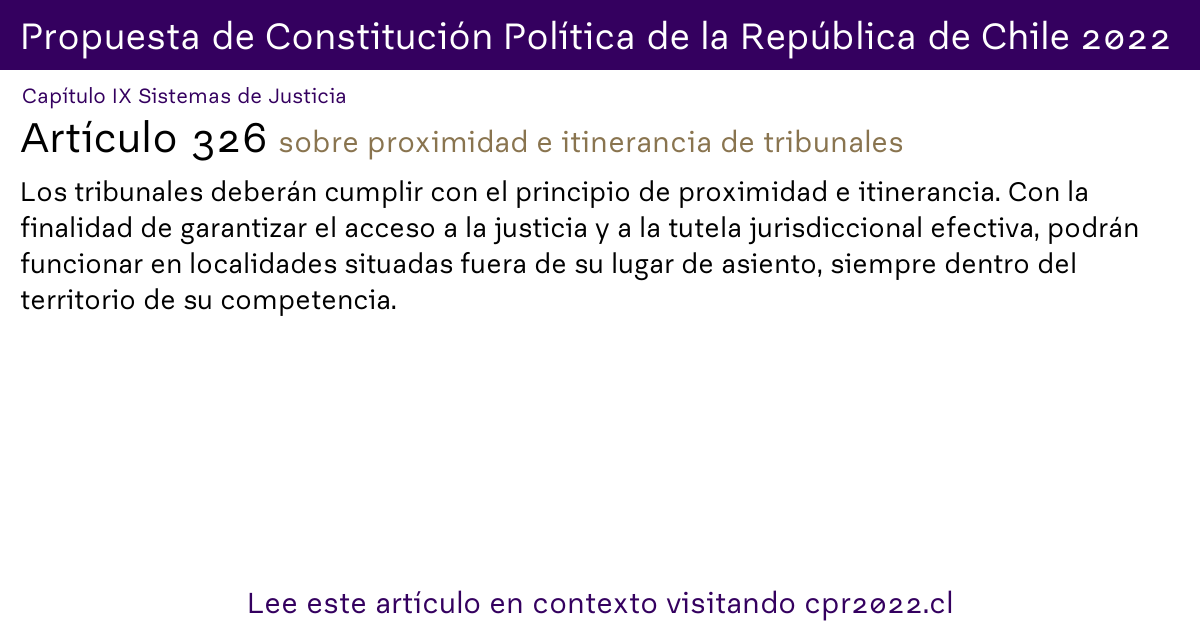 Propuesta de Constitución Política de la República de Chile 2022
Capítulo IX Sistemas de Justicia
Artículo 326 sobre proximidad e itinerancia de tribunales
Los tribunales deberán cumplir con el principio de proximidad e itinerancia. Con la
finalidad de garantizar el acceso a la justicia y a la tutela jurisdiccional efectiva, podrán
funcionar en localidades situadas fuera de su lugar de asiento, siempre dentro del
territorio de su competencia.
Lee este artículo en contexto visitando cpr2022.cl